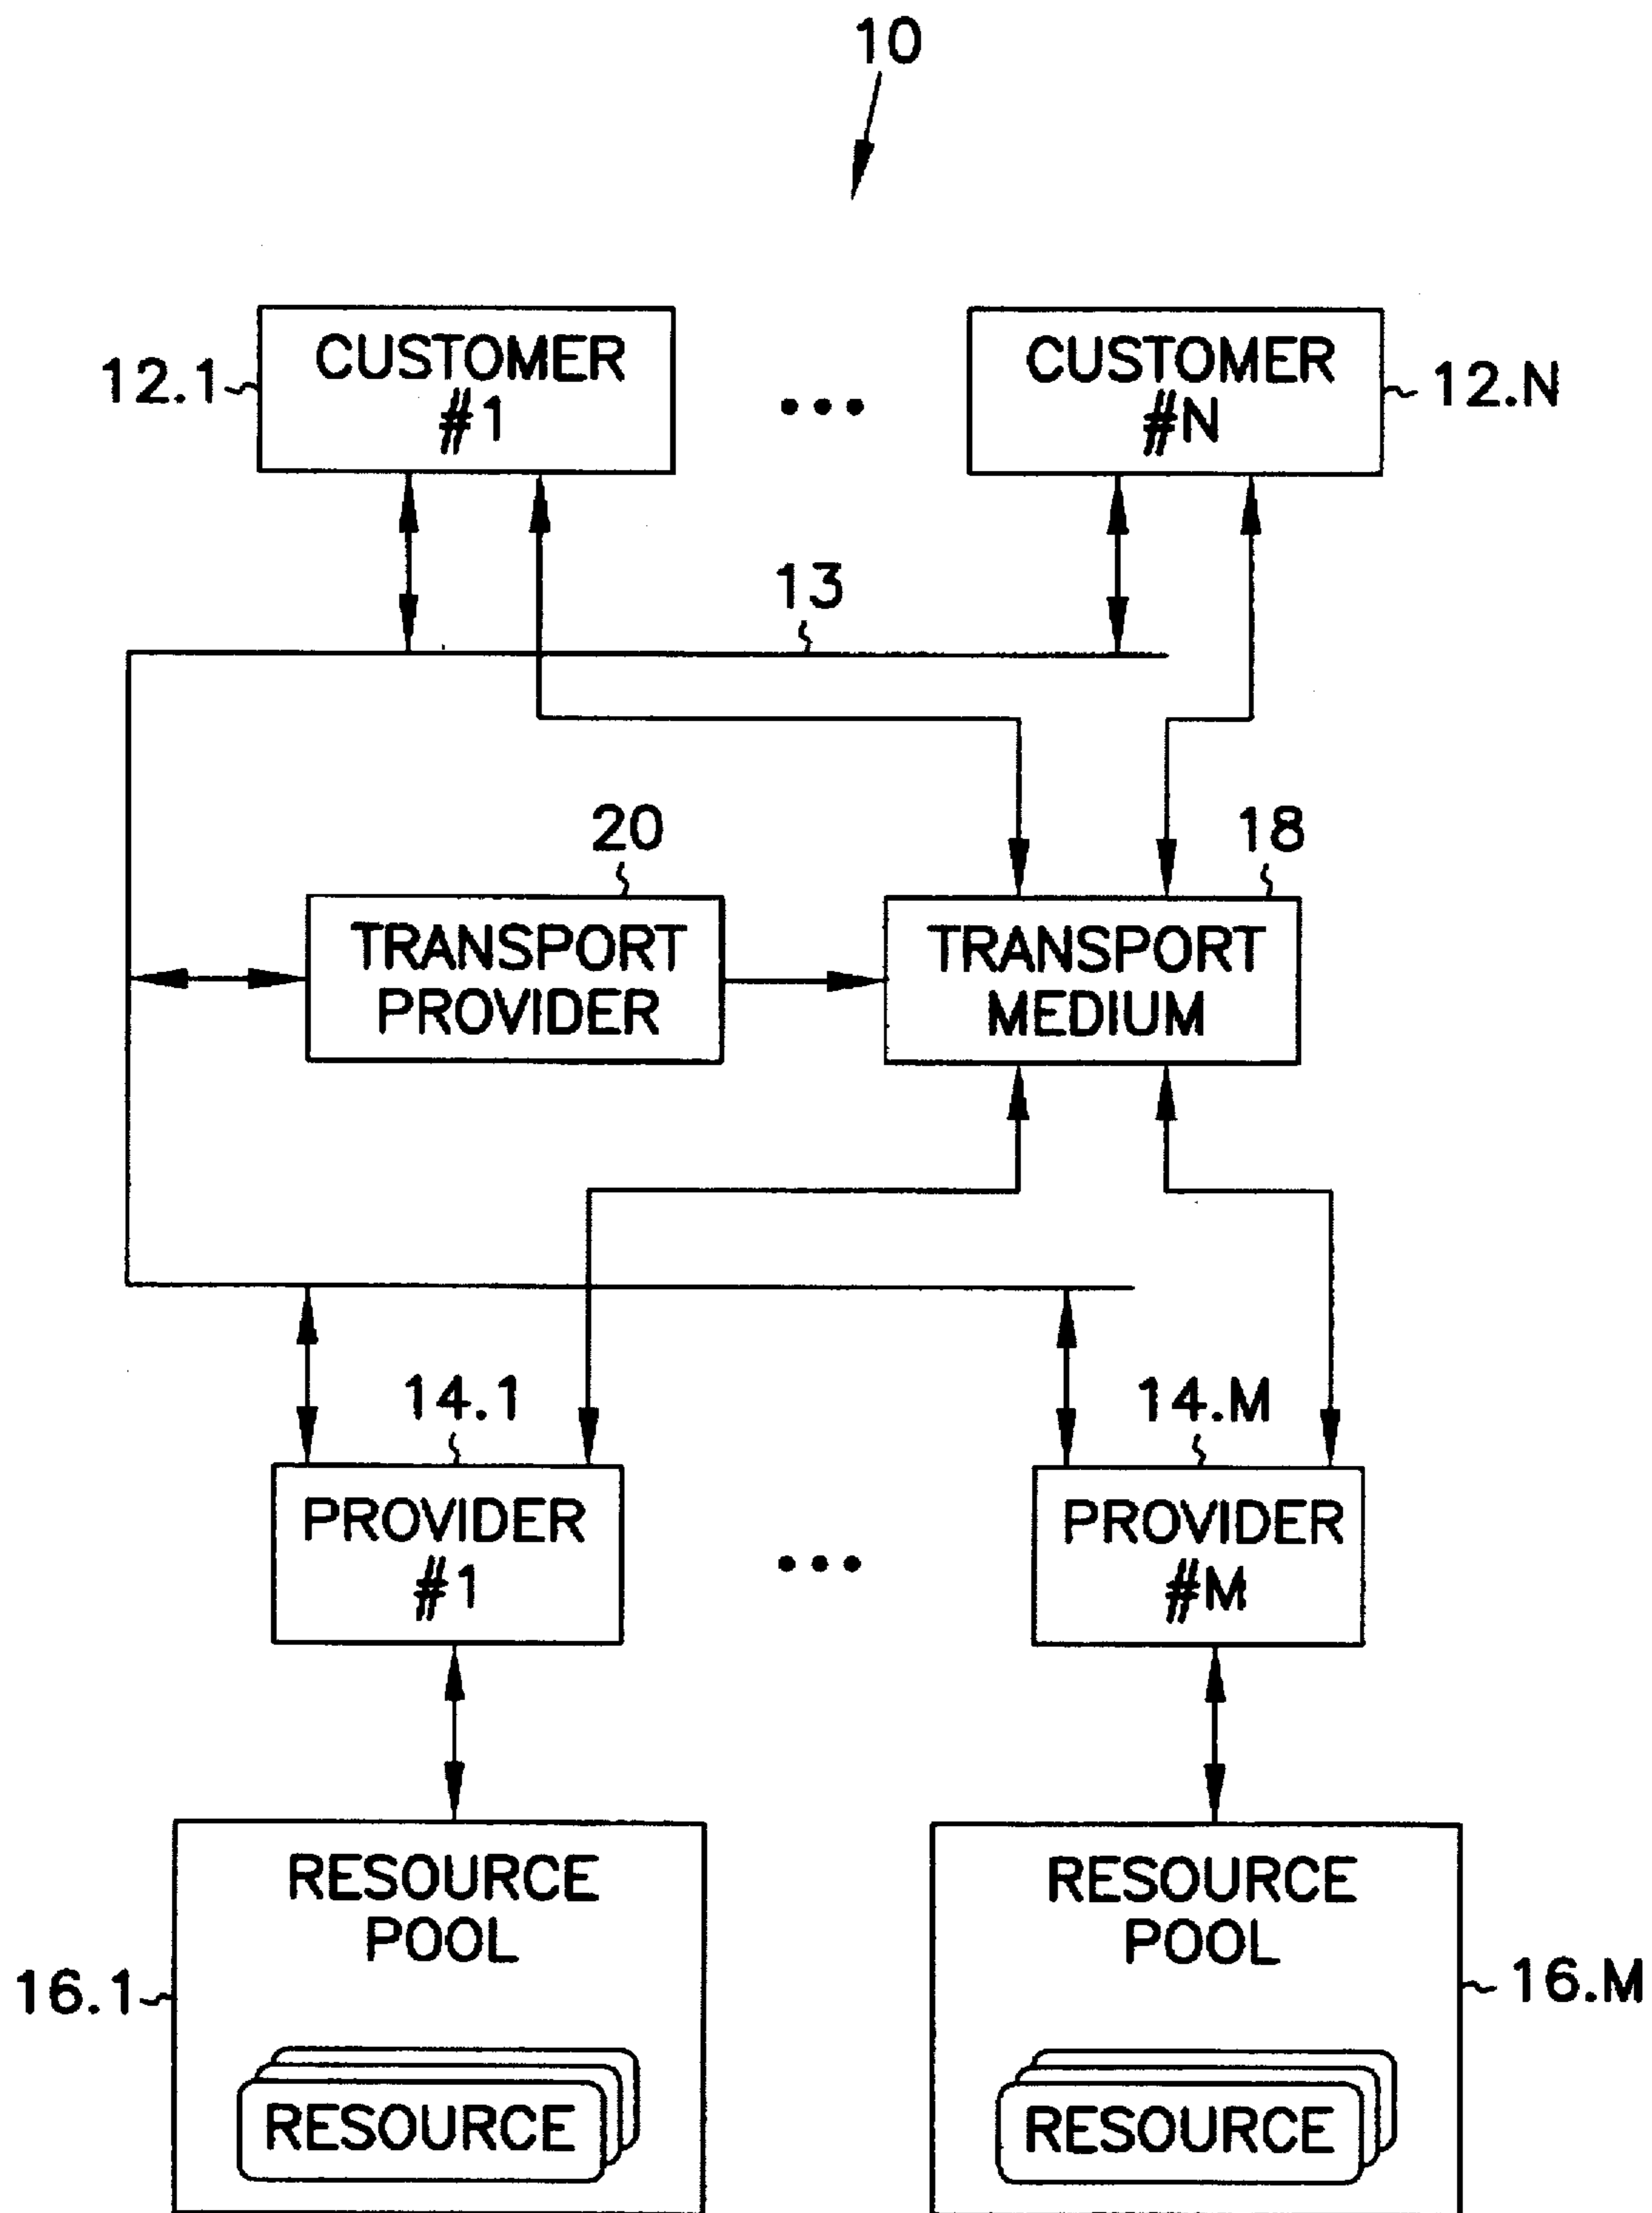 10
CUSTOMER
#1
12.1
CUSTOMER
#N
12.N
13
20
18
TRANSPORT
PROVIDER
TRANSPORT
MEDIUM
14.1
14.M
PROVIDER
#1
PROVIDER
#M
RESOURCE
POOL
16.1
RESOURCE
RESOURCE
POOL
16.M
RESOURCE